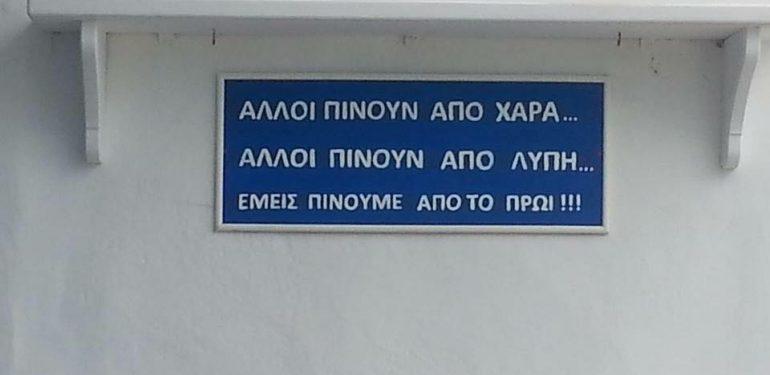 ΑΛΛΟΙ ΠΙΝΟΥΝ ΑΠΟ ΧΑΡΑ...
ΑΛΛΟΙ ΠΙΝΟΥΝ ΑΠΟ ΛΥΠΗ...
ΕΜΕΙΣ ΠΙΝΟΥΜΕ ΑΠΟ ΤΟ ΠΡΩΙ !!!